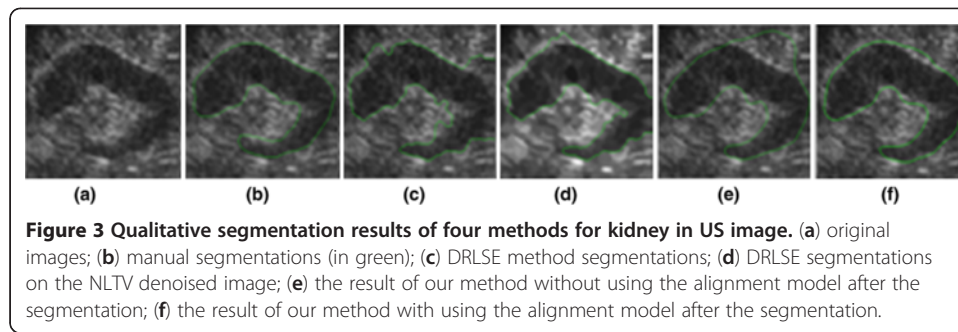 (a) (b) (c) (d) (e) (f)
Figure 3 Qualitative segmentation results of four methods for kidney in US image. (a) original
images; (b) manual segmentations (in green); (c) DRLSE method segmentations; (d) DRLSE segmentations
on the NLTV denoised image; (e) the result of our method without using the alignment model after the
segmentation; (f) the result of our method with using the alignment model after the segmentation.